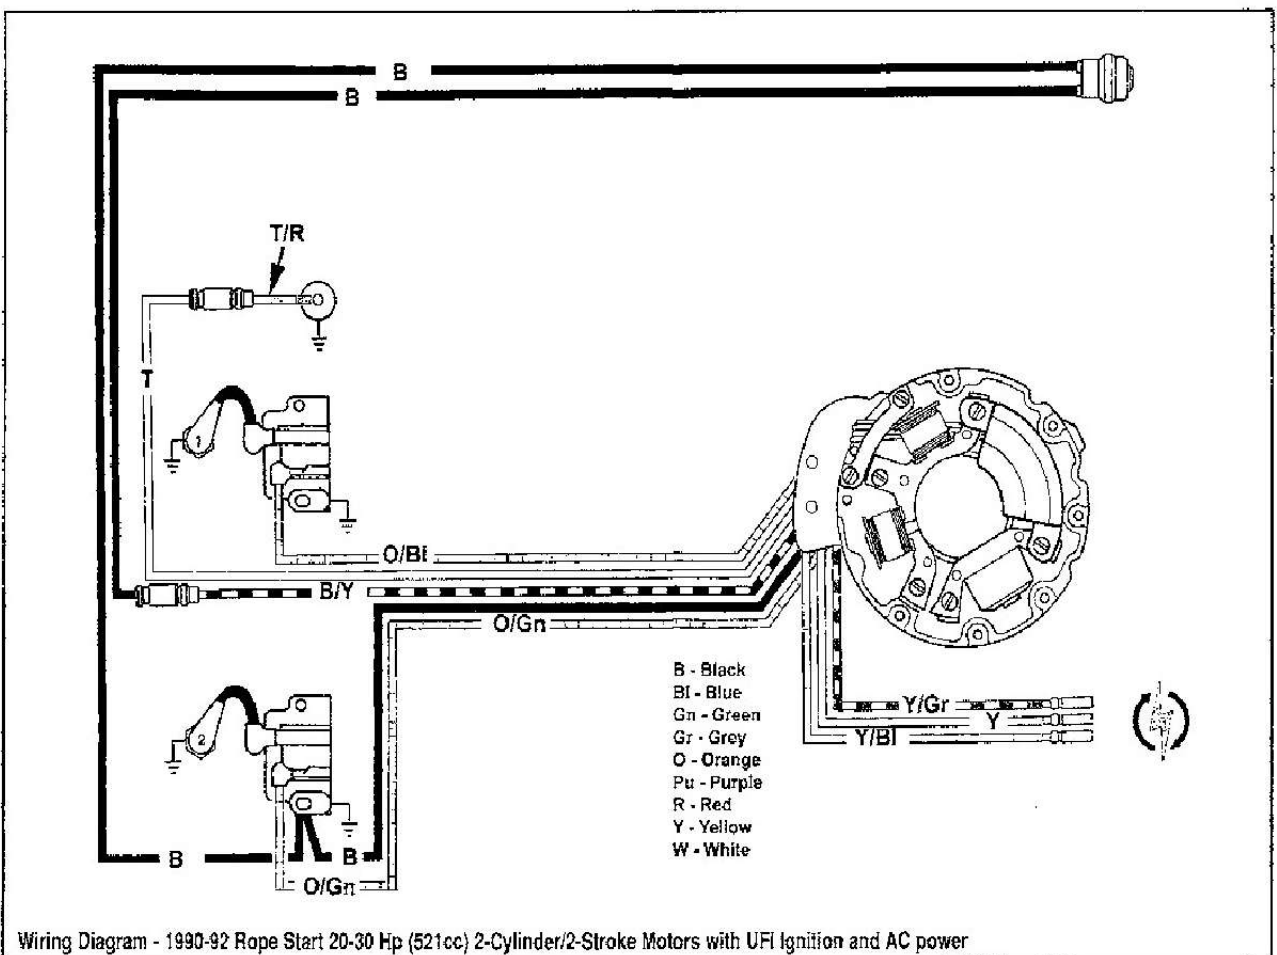 B
B
T/R
T
1
O/Bl
B/Y
O/Gn
B - Black
Bl - Blue
Gn - Green
Gr - Grey
O - Orange
Pu - Purple
R - Red
Y - Yellow
W - White
Y/Gr
Y
Y/Bl
2
B
B
O/Gn
Wiring Diagram - 1990-92 Rope Start 20-30 Hp (521cc) 2-Cylinder/2-Stroke Motors with UFI Ignition and AC power